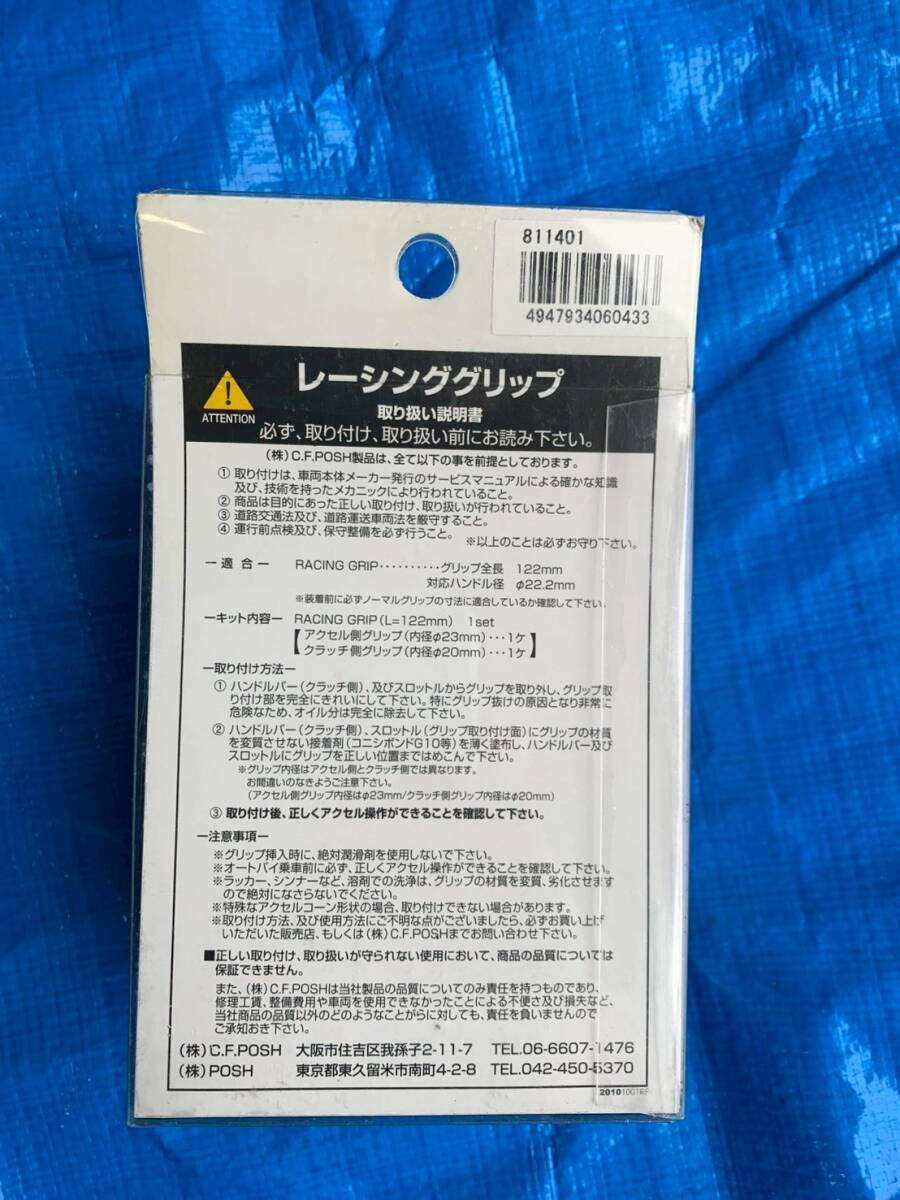 811401
4947934060433
レーシンググリップ
ATTENTION
取り扱い説明書
必ず、取り付け、取り扱い前にお読み下さい。
(株)C.F.POSH製品は、全て以下の事を前提としております。
① 取り付けは、車両本体メーカー発行のサービスマニュアルによる確かな知識
及び、技術を持ったメカニックにより行われていること。
② 商品は目的にあった正しい取り付け、取り扱いが行われていること。
③ 道路交通法及び、道路運送車両法を厳守すること。
④ 運行前点検及び、保守整備を必ず行うこと。
※以上のことは必ずお守り下さい。
ー適 合ー RACING GRIP・・・・・・・・・・グリップ全長 122mm
対応ハンドル径 φ22.2mm
※装着前に必ずノーマルグリップの寸法に適合しているか確認して下さい。
ーキット内容ー RACING GRIP(L=122mm) 1set
【アクセル側グリップ(内径φ23mm)・・・1ケ
クラッチ側グリップ(内径φ20mm)・・・1ケ】
ー取り付け方法ー
① ハンドルバー(クラッチ側)、及びスロットルからグリップを取り外し、グリップ取
り付け部を完全にきれいにして下さい。特にグリップ抜けの原因となり非常に
危険なため、オイル分は完全に除去して下さい。
② ハンドルバー(クラッチ側)、スロットル(グリップ取り付け面)にグリップの材質
を変質させない接着剤(コニシボンドG10等)を薄く塗布し、ハンドルバー及び
スロットルにグリップを正しい位置まではめこんで下さい。
※グリップ内径はアクセル側とクラッチ側では異なります。
お間違いのなきようご注意下さい。
(アクセル側グリップ内径はφ23mm/クラッチ側グリップ内径はφ20mm)
③ 取り付け後、正しくアクセル操作ができることを確認して下さい。
ー注意事項ー
※グリップ挿入時に、絶対潤滑剤を使用しないで下さい。
※オートバイ乗車前に必ず、正しくアクセル操作ができることを確認して下さい。
※ラッカー、シンナーなど、溶剤での洗浄は、グリップの材質を変質、劣化させます
ので絶対になさらないでください。
※特殊なアクセルコーン形状の場合、取り付けできない場合があります。
※取り付け方法、及び使用方法にご不明な点がございましたら、必ずお買い上げ
いただいた販売店、もしくは(株)C.F.POSHまでお問い合わせ下さい。
■正しい取り付け、取り扱いが守られない使用において、商品の品質については
保証できません。
また、(株)C.F.POSHは当社製品の品質についてのみ責任を持つものであり、
修理工賃、整備費用や車両を使用できなかったことによる不便さ及び損失など、
当社商品の品質以外のどのようなことがらに対しても、責任を負いませんので
ご承知おき下さい。
(株)C.F.POSH 大阪市住吉区我孫子2-11-7 TEL.06-6607-1476
(株)POSH 東京都東久留米市南町4-2-8 TEL.042-450-5370
20101001RF